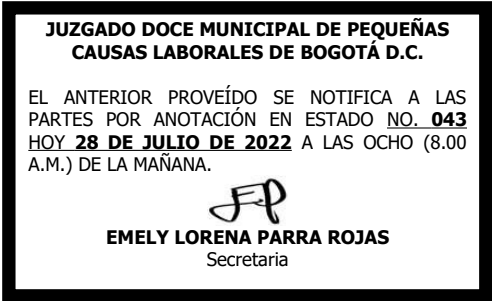 JUZGADO DOCE MUNICIPAL DE PEQUEÑAS
CAUSAS LABORALES DE BOGOTÁ D.C.
EL ANTERIOR PROVEÍDO SE NOTIFICA A LAS
PARTES POR ANOTACIÓN EN ESTADO NO. 043
HOY 28 DE JULIO DE 2022 A LAS OCHO (8.00
A.M.) DE LA MAÑANA.
EMELY LORENA PARRA ROJAS
Secretaria